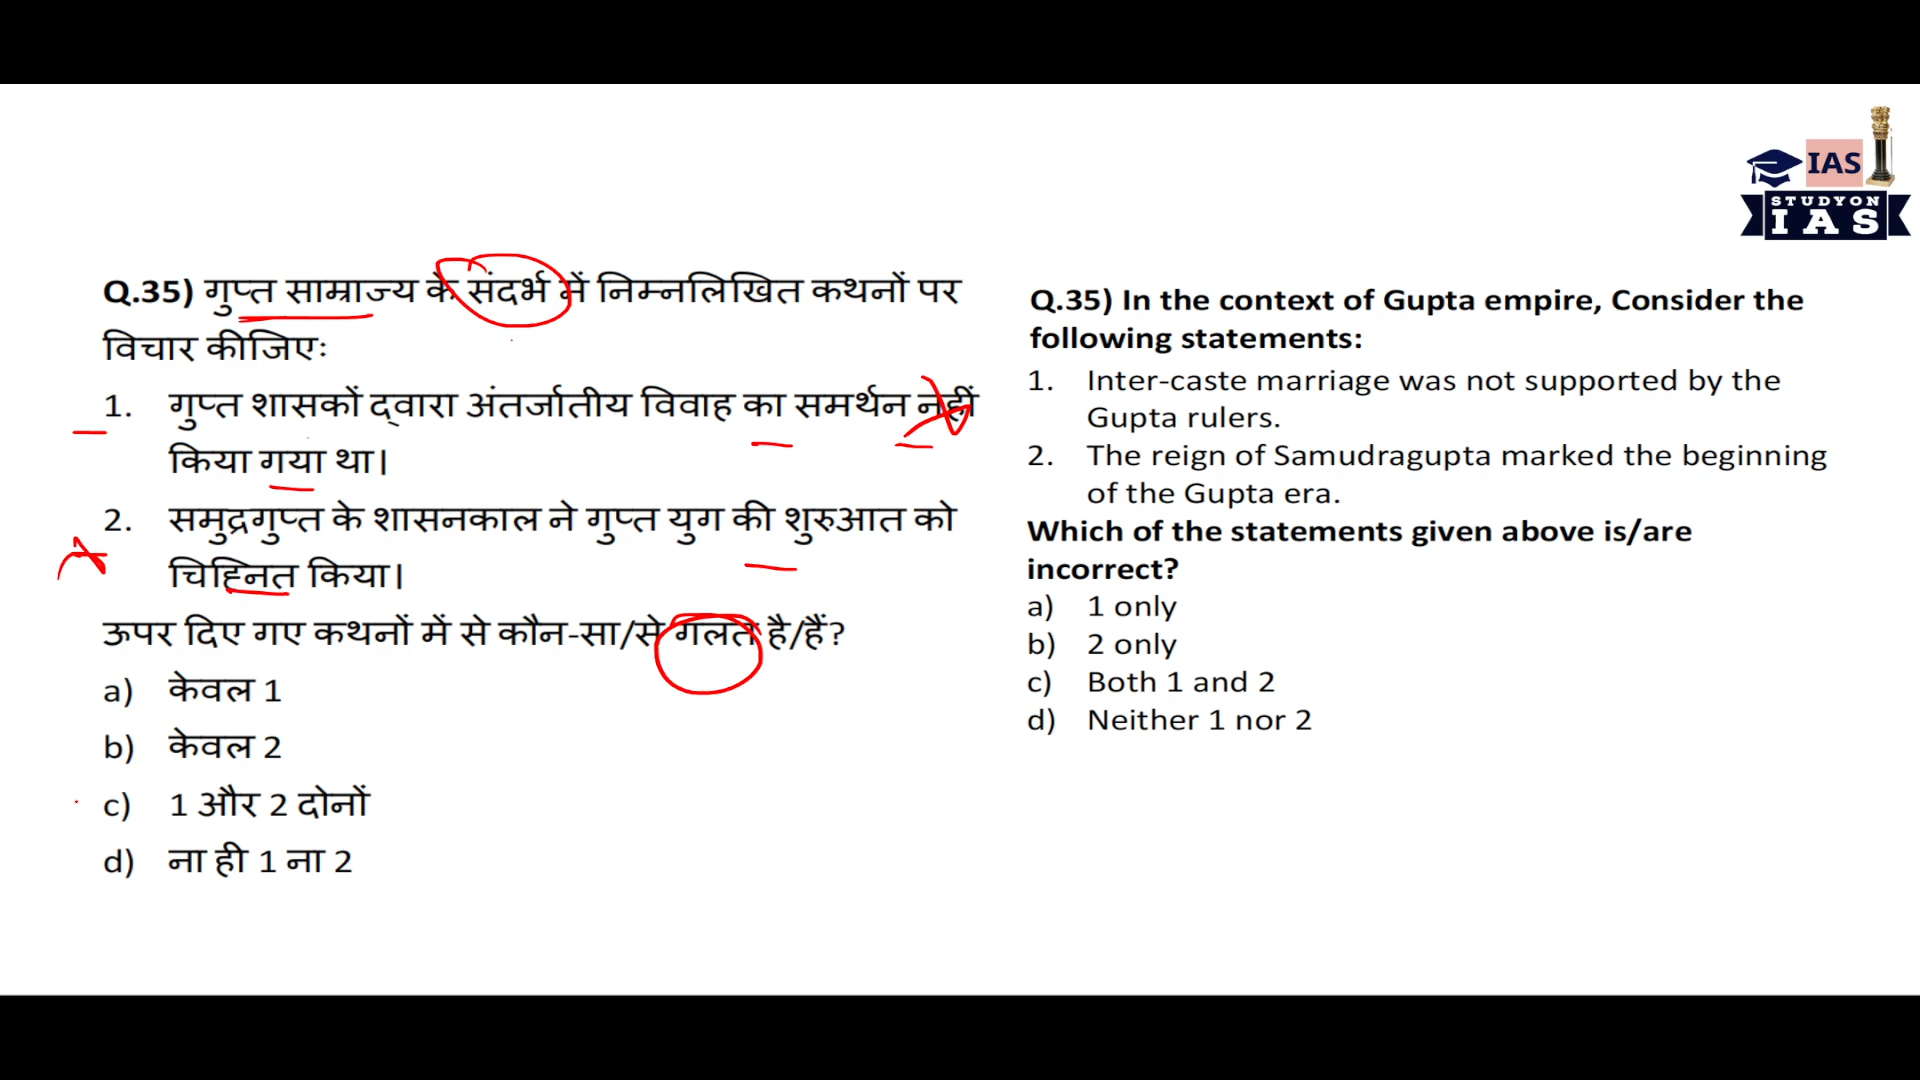 IAS
STUDYON
IAS
Q.35) गुप्त साम्राज्य के संदर्भ में निम्नलिखित कथनों पर
विचार कीजिएः
1. गुप्त शासकों द्वारा अंतर्जातीय विवाह का समर्थन नहीं
किया गया था।
2. समुद्रगुप्त के शासनकाल ने गुप्त युग की शुरुआत को
चिह्नित किया।
ऊपर दिए गए कथनों में से कौन-सा/से गलत है/हैं?
a) केवल 1
b) केवल 2
c) 1 और 2 दोनों
d) ना ही 1 ना 2
Q.35) In the context of Gupta empire, Consider the
following statements:
1. Inter-caste marriage was not supported by the
Gupta rulers.
2. The reign of Samudragupta marked the beginning
of the Gupta era.
Which of the statements given above is/are
incorrect?
a) 1 only
b) 2 only
c) Both 1 and 2
d) Neither 1 nor 2